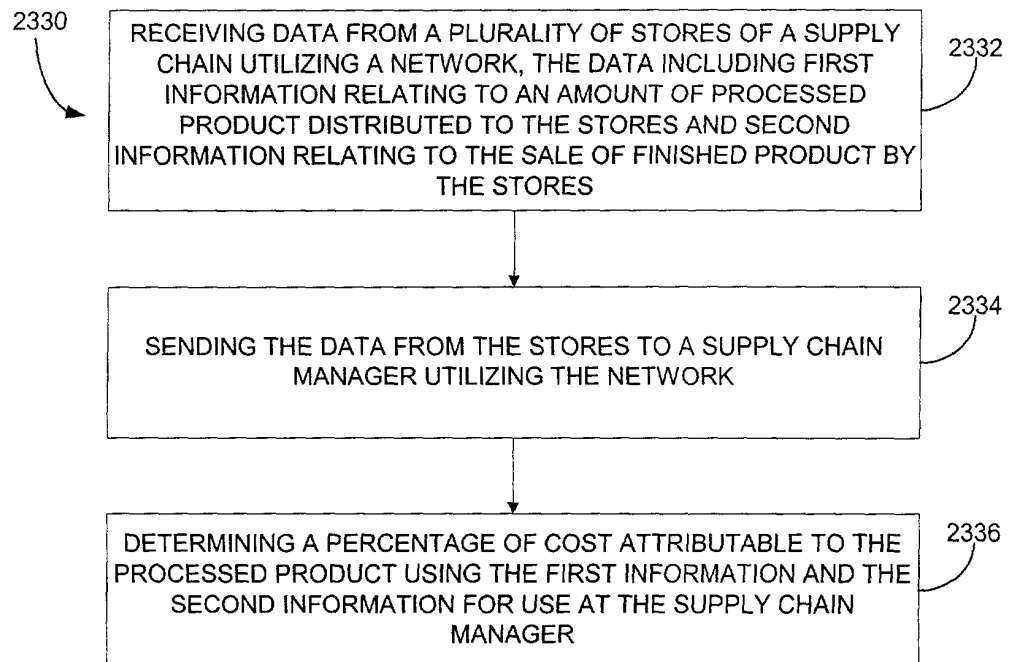 2330
RECEIVING DATA FROM A PLURALITY OF STORES OF A SUPPLY
CHAIN UTILIZING A NETWORK, THE DATA INCLUDING FIRST
INFORMATION RELATING TO AN AMOUNT OF PROCESSED
PRODUCT DISTRIBUTED TO THE STORES AND SECOND
INFORMATION RELATING TO THE SALE OF FINISHED PRODUCT BY
THE STORES
2332
SENDING THE DATA FROM THE STORES TO A SUPPLY CHAIN
MANAGER UTILIZING THE NETWORK
2334
DETERMINING A PERCENTAGE OF COST ATTRIBUTABLE TO THE
PROCESSED PRODUCT USING THE FIRST INFORMATION AND THE
SECOND INFORMATION FOR USE AT THE SUPPLY CHAIN
MANAGER
2336